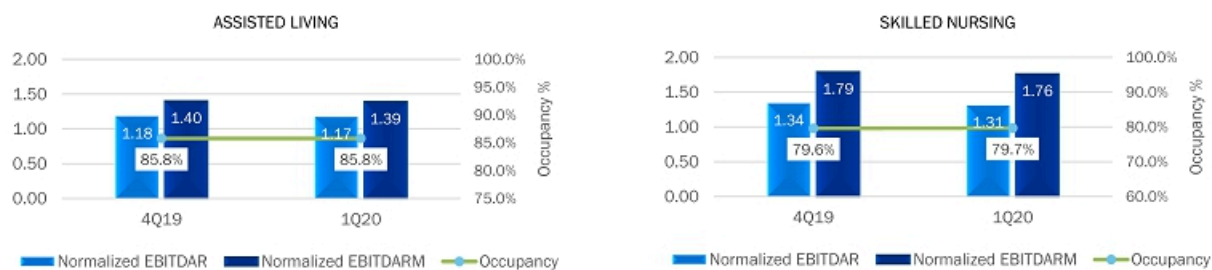 ASSISTED LIVING
2.00
1.50
1.00
0.50
0.00
100.0%
95.0%
90.0%
85.0%
80.0%
75.0%
Occupancy %
1.18
1.40
85.8%
1.17
1.39
85.8%
4Q19
1Q20
Normalized EBITDAR
Normalized EBITDARM
Occupancy
SKILLED NURSING
2.00
1.50
1.00
0.50
0.00
100.0%
90.0%
80.0%
70.0%
60.0%
Occupancy %
1.34
1.79
79.6%
1.31
1.76
79.7%
4Q19
1Q20
Normalized EBITDAR
Normalized EBITDARM
Occupancy